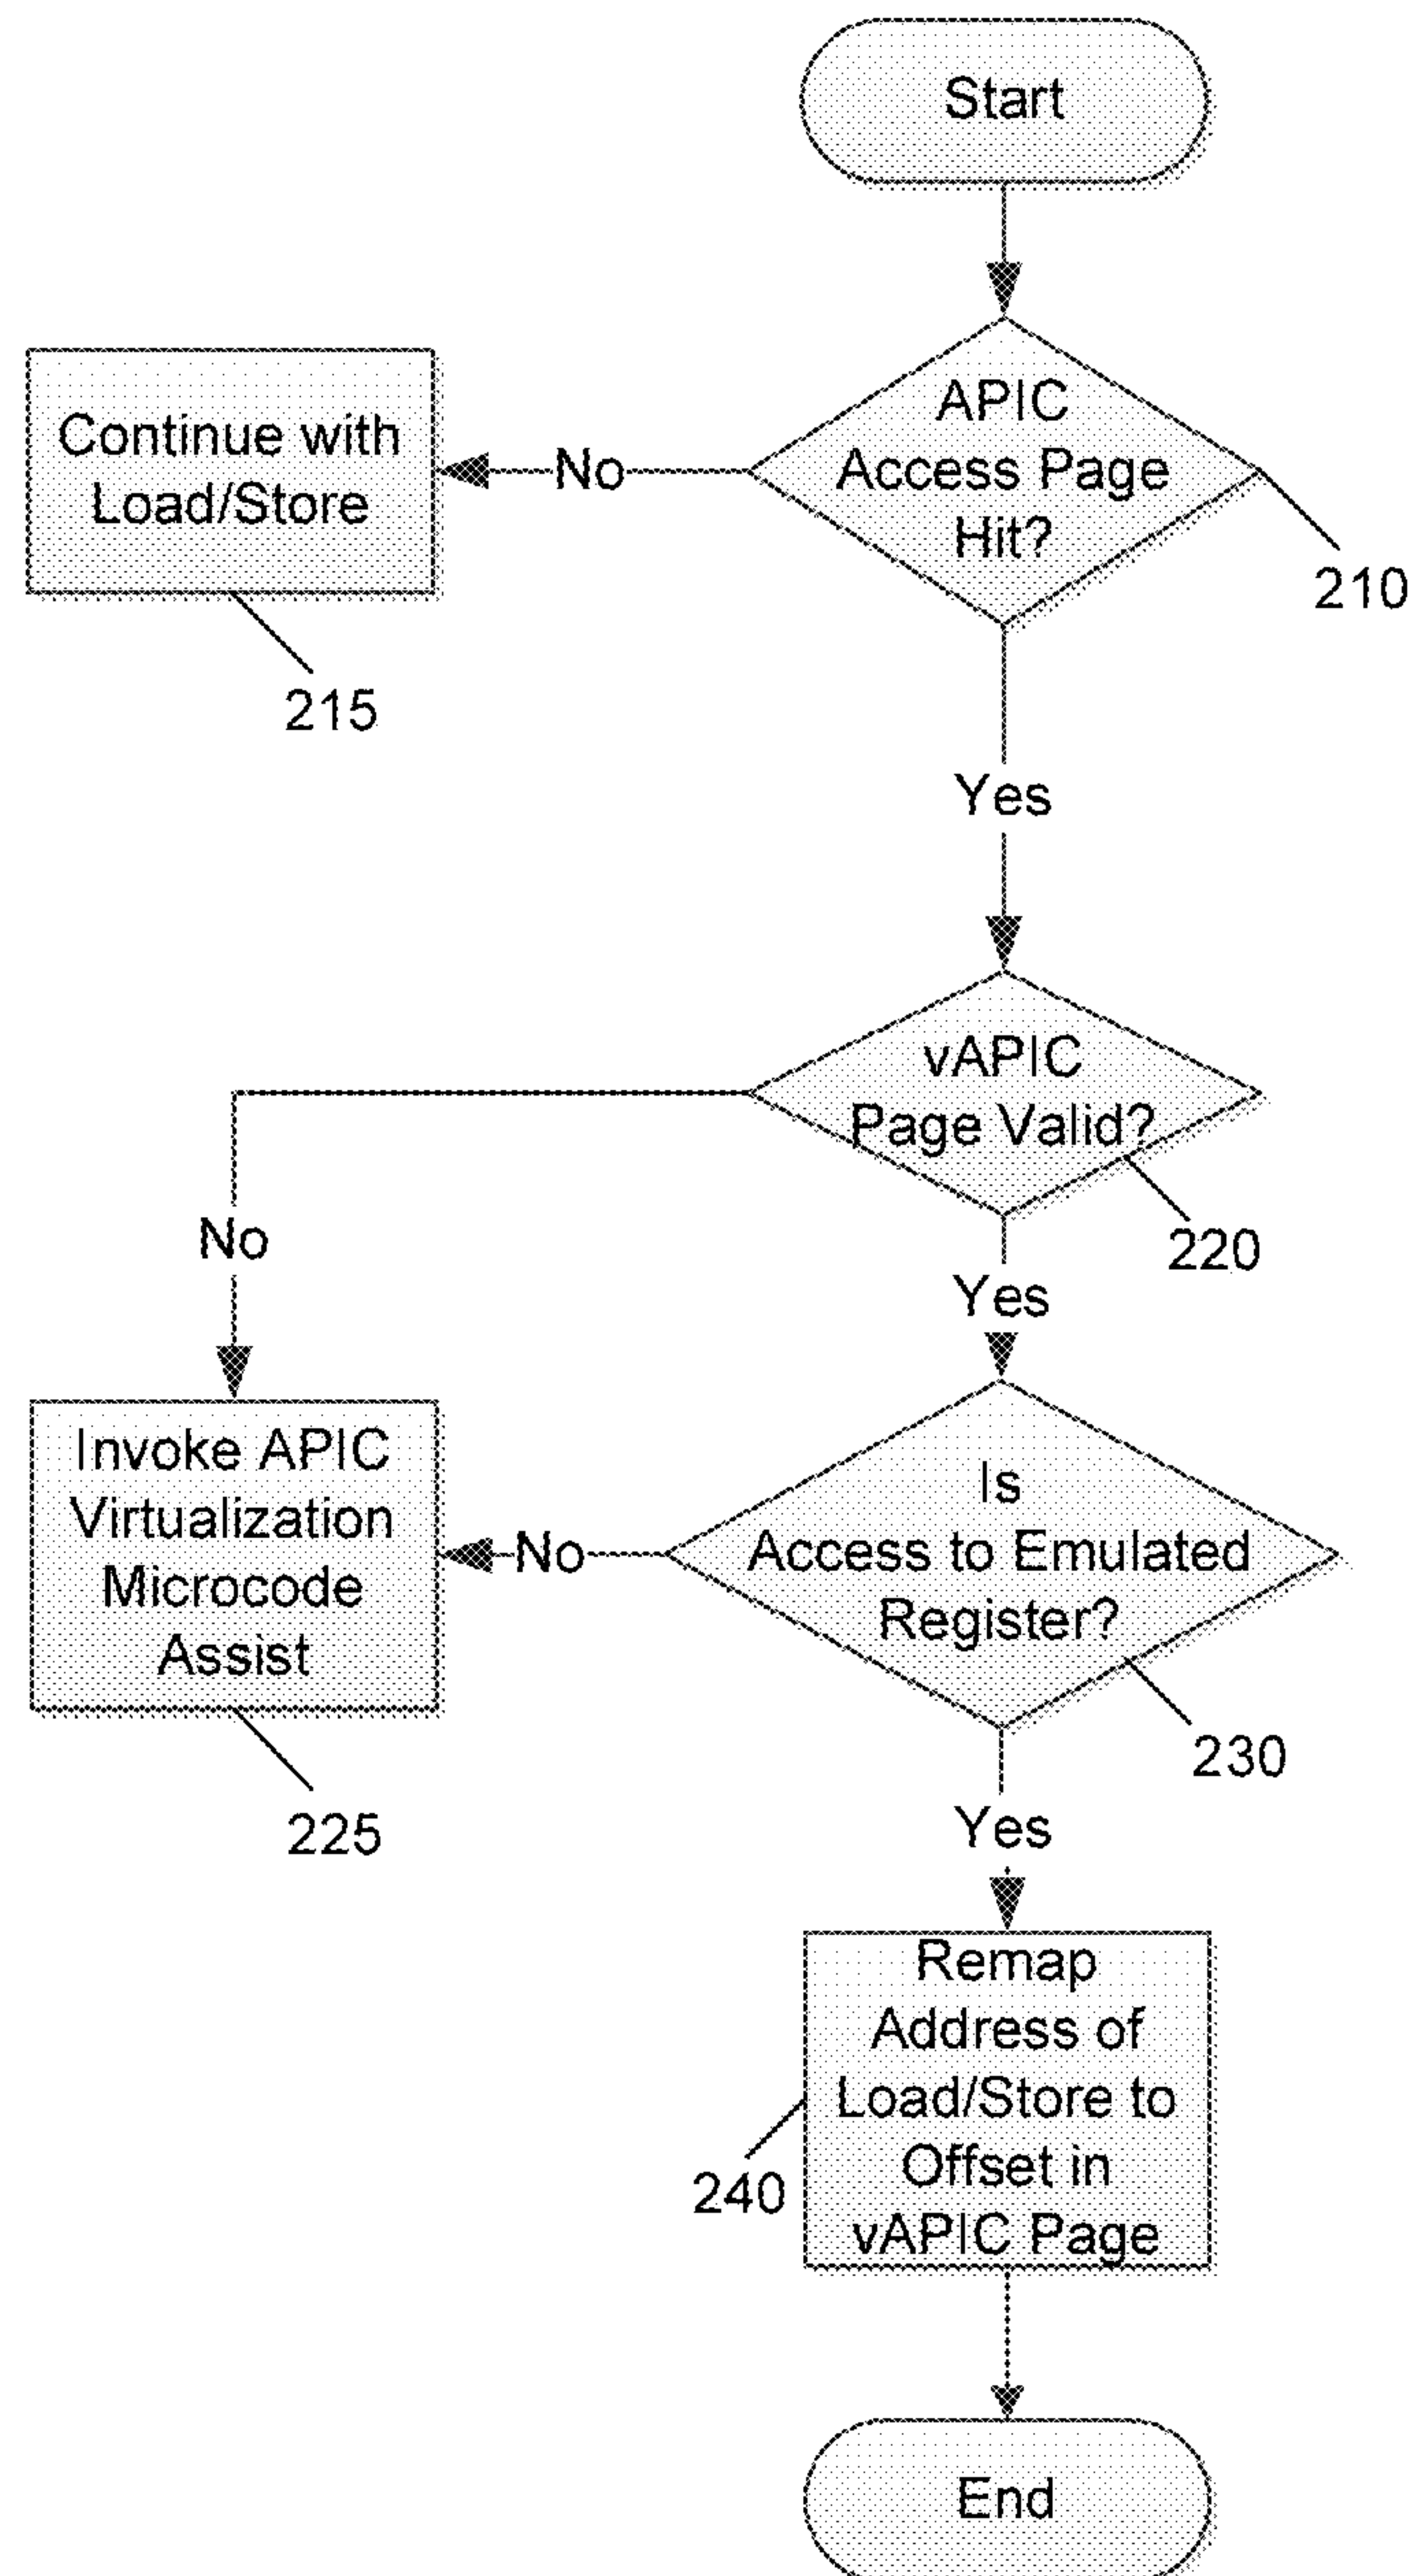 Start
APIC
Access Page
Hit?
210
No
Continue with
Load/Store
215
Yes
vAPIC
Page Valid?
220
No
Yes
Is
Access to Emulated
Register?
230
No
Invoke APIC
Virtualization
Microcode
Assist
225
Yes
Remap
Address of
Load/Store to
Offset in
vAPIC Page
240
End